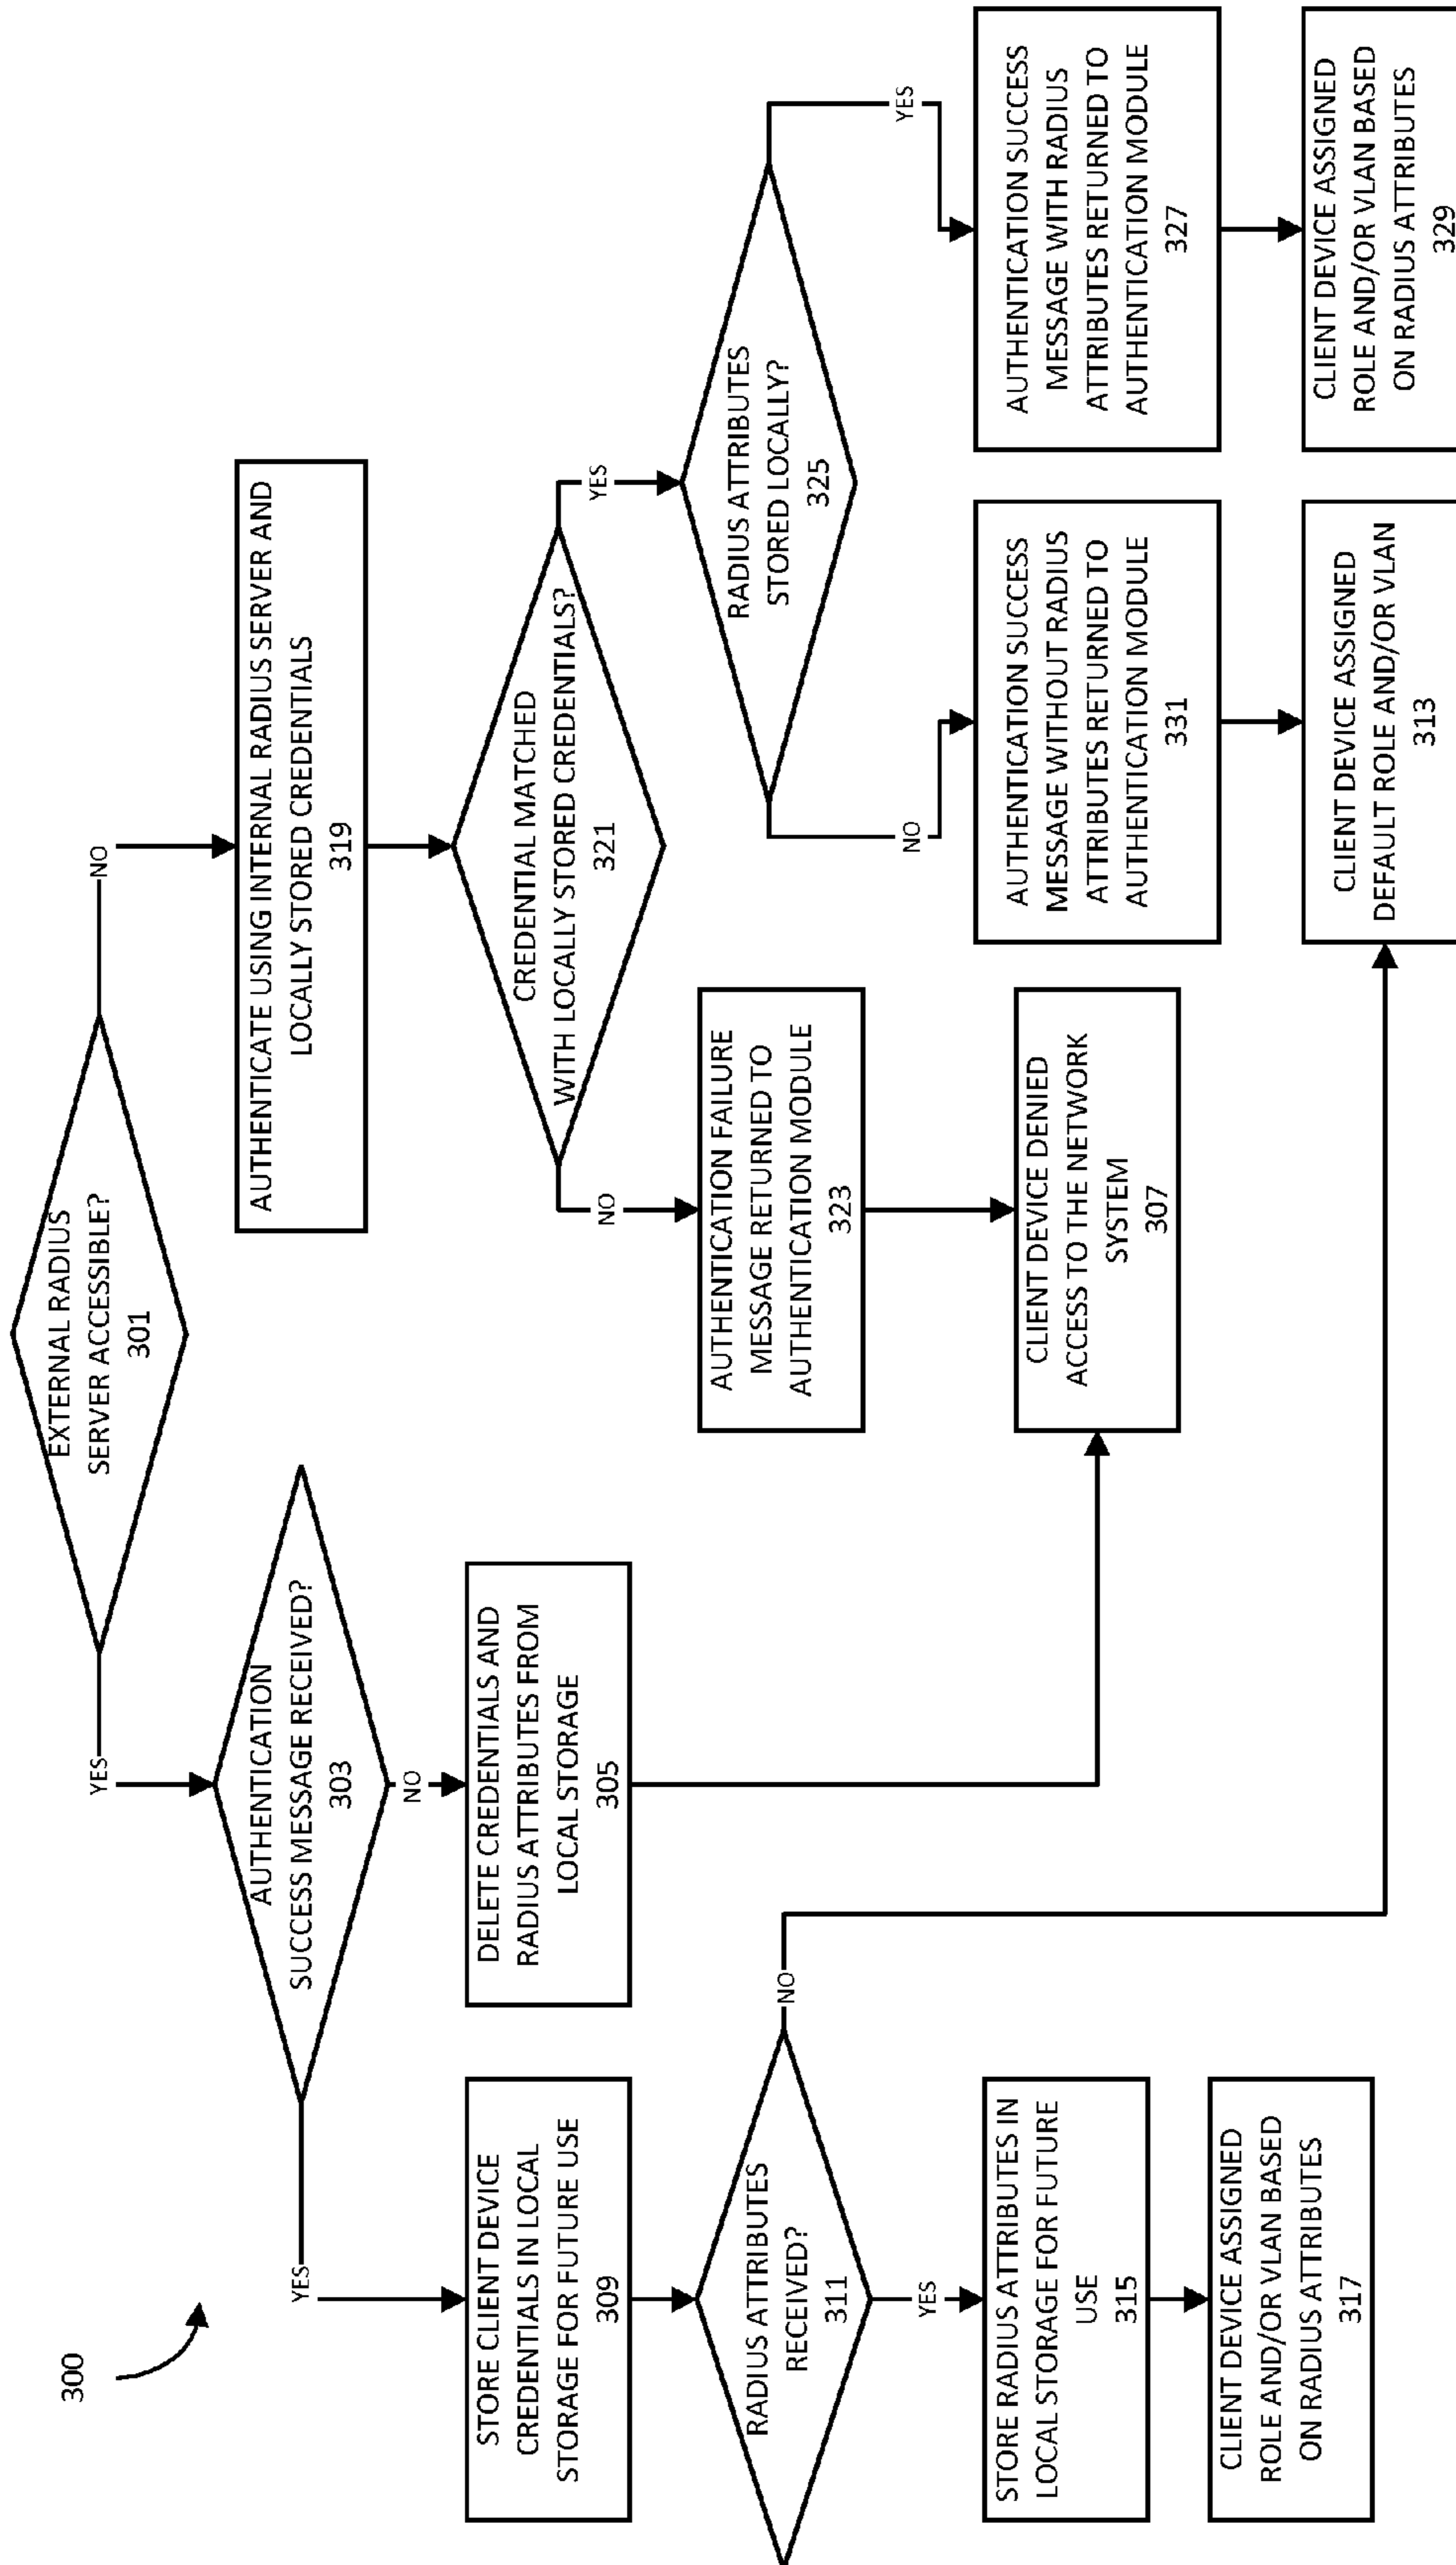 300
EXTERNAL RADIUS
SERVER ACCESSIBLE?
301
YES
NO
AUTHENTICATION
SUCCESS MESSAGE RECEIVED?
303
YES
NO
AUTHENTICATE USING INTERNAL RADIUS SERVER AND
LOCALLY STORED CREDENTIALS
319
STORE CLIENT DEVICE
CREDENTIALS IN LOCAL
STORAGE FOR FUTURE USE
309
DELETE CREDENTIALS AND
RADIUS ATTRIBUTES FROM
LOCAL STORAGE
305
CREDENTIAL MATCHED
WITH LOCALLY STORED CREDENTIALS?
321
NO
YES
RADIUS ATTRIBUTES
RECEIVED?
311
NO
YES
AUTHENTICATION FAILURE
MESSAGE RETURNED TO
AUTHENTICATION MODULE
323
RADIUS ATTRIBUTES
STORED LOCALLY?
325
NO
YES
STORE RADIUS ATTRIBUTES IN
LOCAL STORAGE FOR FUTURE
USE
315
CLIENT DEVICE DENIED
ACCESS TO THE NETWORK
SYSTEM
307
AUTHENTICATION SUCCESS
MESSAGE WITHOUT RADIUS
ATTRIBUTES RETURNED TO
AUTHENTICATION MODULE
331
AUTHENTICATION SUCCESS
MESSAGE WITH RADIUS
ATTRIBUTES RETURNED TO
AUTHENTICATION MODULE
327
CLIENT DEVICE ASSIGNED
ROLE AND/OR VLAN BASED
ON RADIUS ATTRIBUTES
317
CLIENT DEVICE ASSIGNED
DEFAULT ROLE AND/OR VLAN
313
CLIENT DEVICE ASSIGNED
ROLE AND/OR VLAN BASED
ON RADIUS ATTRIBUTES
329